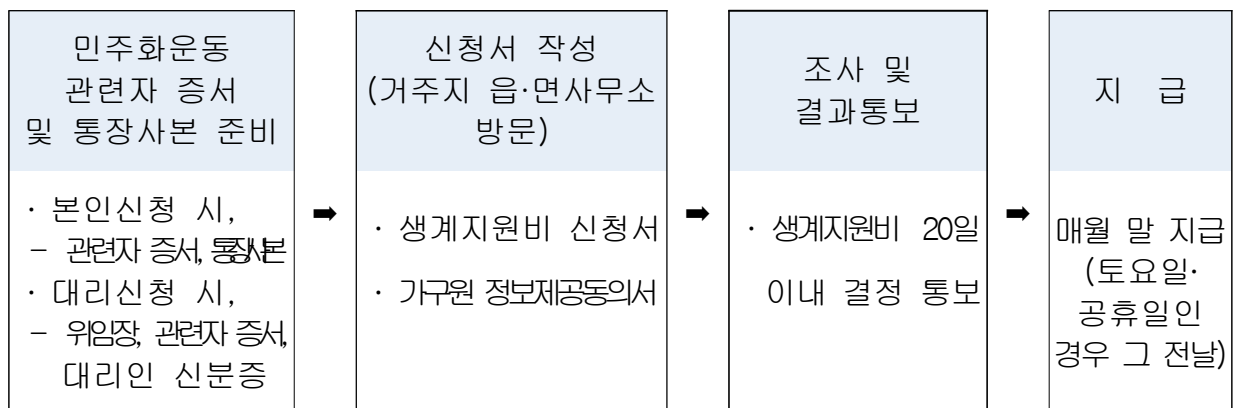 민주화운동
관련자 증서
및 통장사본 준비
· 본인신청 시,
- 관련자 증서, 통장사본
· 대리신청 시,
- 위임장, 관련자 증서,
대리인 신분증
➡
신청서 작성
(거주지 읍·면사무소
방문)
· 생계지원비 신청서
· 가구원 정보제공동의서
➡
조사 및
결과통보
· 생계지원비 20일
이내 결정 통보
➡
지 급
매월 말 지급
(토요일·
공휴일인
경우 그 전날)